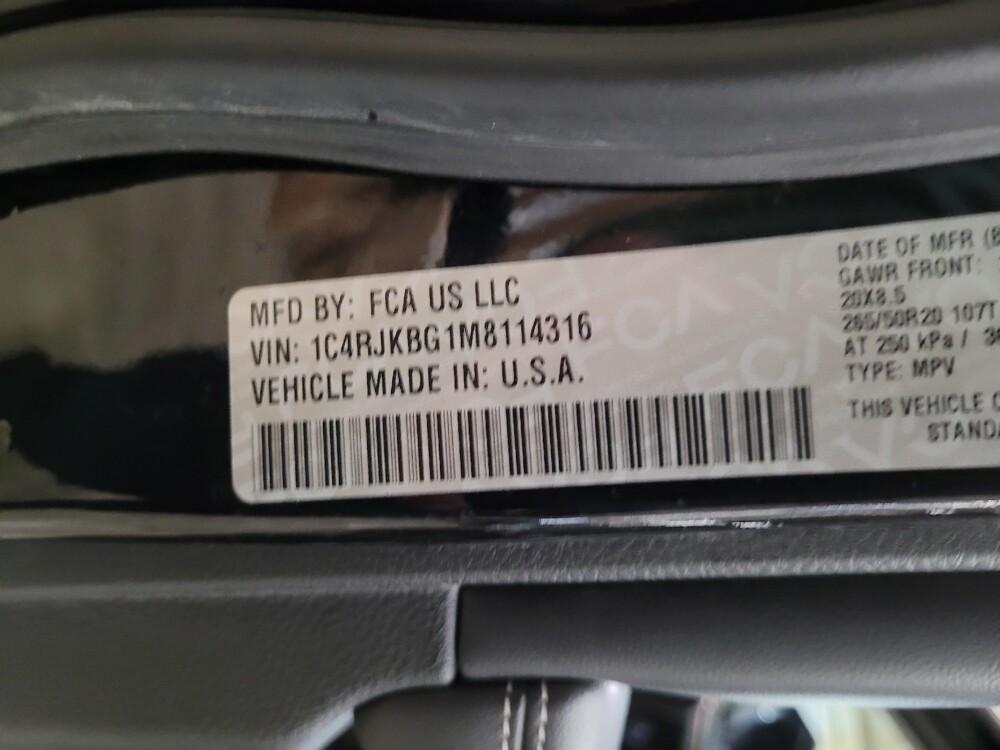 MFD BY: FCA US LLC
VIN: 1C4RJKBG1M8114316
VEHICLE MADE IN: U.S.A.
DATE OF MFR (
GAWR FRONT:
20X8.5
265/50R20 107T
AT 250 kPa /
TYPE: MPV
THIS VEHICLE